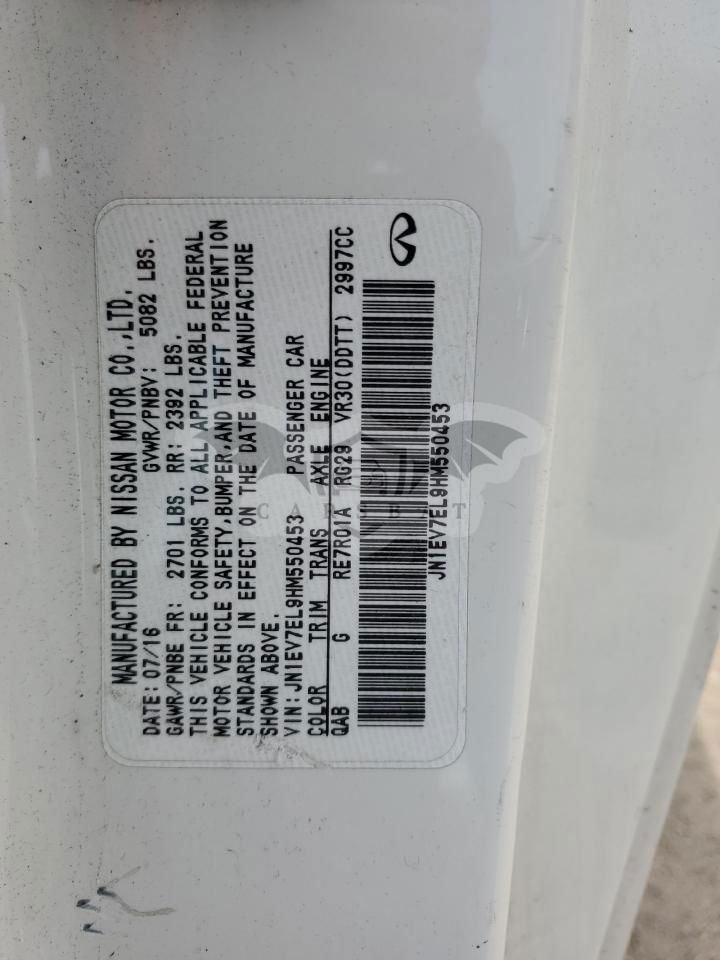 MANUFACTURED BY NISSAN MOTOR CO.,LTD.
DATE: 07/16 GVWR/PNBV: 5082 LBS.
GAWR/PNBE FR: 2701 LBS. RR: 2392 LBS.
THIS VEHICLE CONFORMS TO ALL APPLICABLE FEDERAL
MOTOR VEHICLE SAFETY,BUMPER,AND THEFT PREVENTION
STANDARDS IN EFFECT ON THE DATE OF MANUFACTURE
SHOWN ABOVE.
VIN: JN1EV7EL9HM550453 PASSENGER CAR
COLOR TRIM TRANS AXLE ENGINE
QAB G RE7R01A RG29 VR30(DDTT) 2997CC
JN1EV7EL9HM550453
CARSBAT